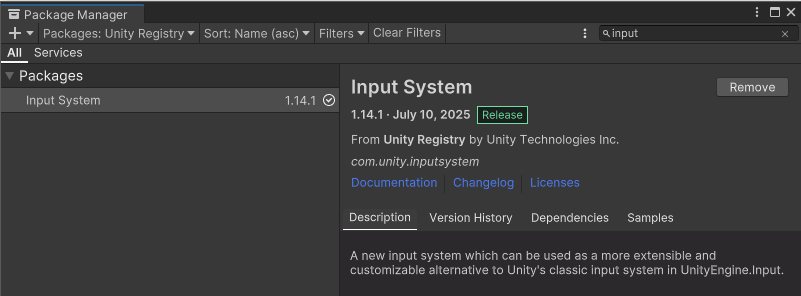 Package Manager
Packages: Unity Registry Sort: Name (asc) Filters Clear Filters input
All Services
Packages
Input System 1.14.1
Input System
Remove
1.14.1 · July 10, 2025 Release
From Unity Registry by Unity Technologies Inc.
com.unity.inputsystem
Documentation Changelog Licenses
Description Version History Dependencies Samples
A new input system which can be used as a more extensible and
customizable alternative to Unity's classic input system in UnityEngine.Input.